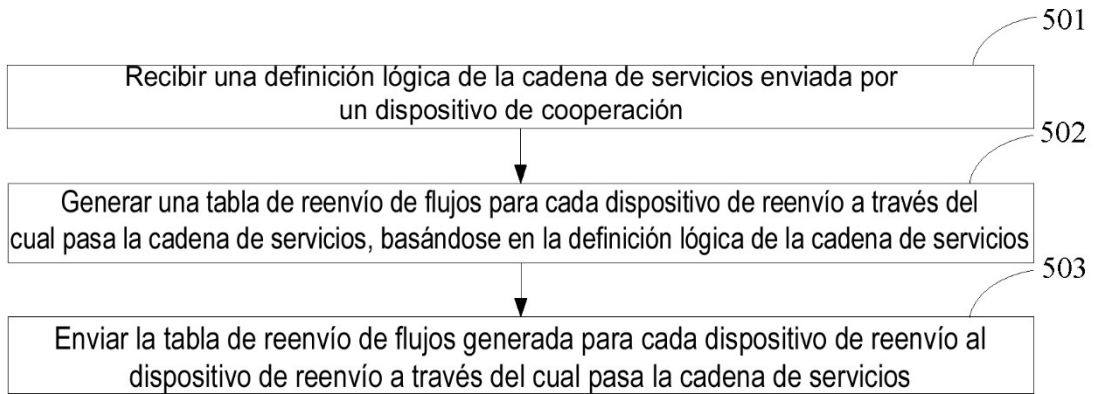 501
Recibir una definición lógica de la cadena de servicios enviada por
un dispositivo de cooperación
502
Generar una tabla de reenvío de flujos para cada dispositivo de reenvío a través del
cual pasa la cadena de servicios, basándose en la definición lógica de la cadena de servicios
503
Enviar la tabla de reenvío de flujos generada para cada dispositivo de reenvío al
dispositivo de reenvío a través del cual pasa la cadena de servicios